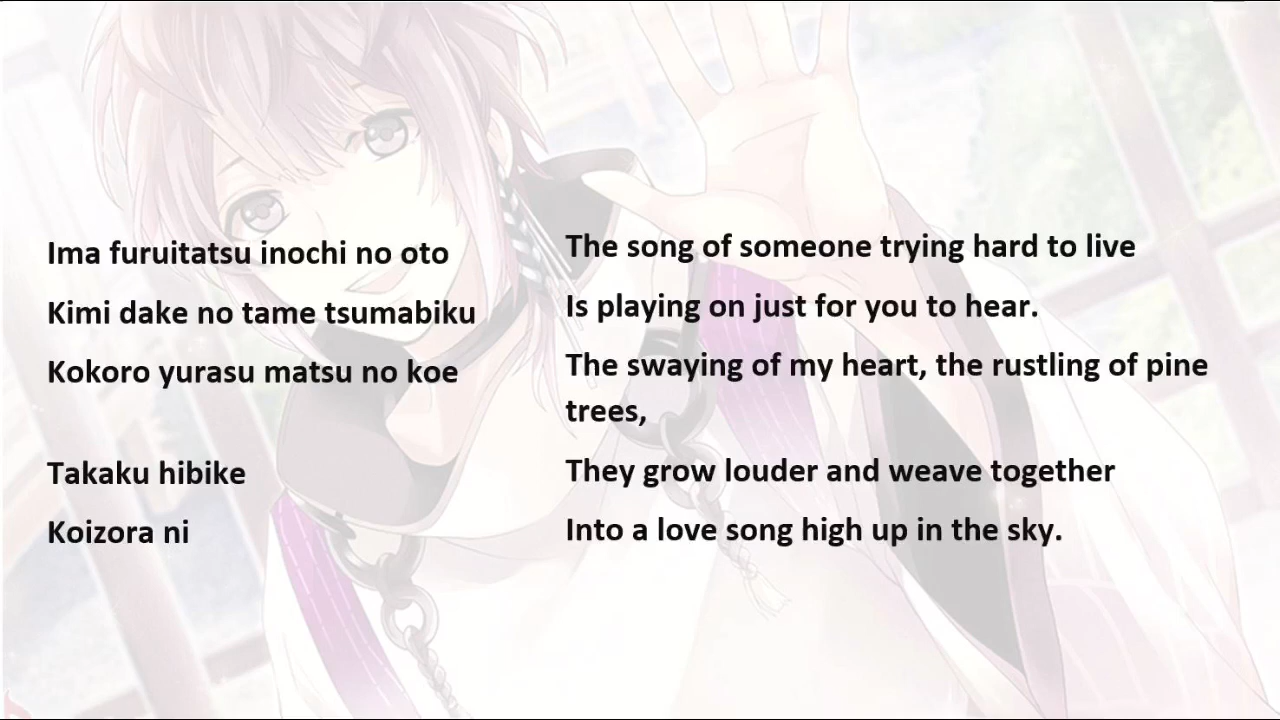 Ima furuitatsu inochi no oto
Kimi dake no tame tsumabiku
Kokoro yurasu matsu no koe
Takaku hibike
Koizora ni
The song of someone trying hard to live
Is playing on just for you to hear.
The swaying of my heart, the rustling of pine
trees,
They grow louder and weave together
Into a love song high up in the sky.